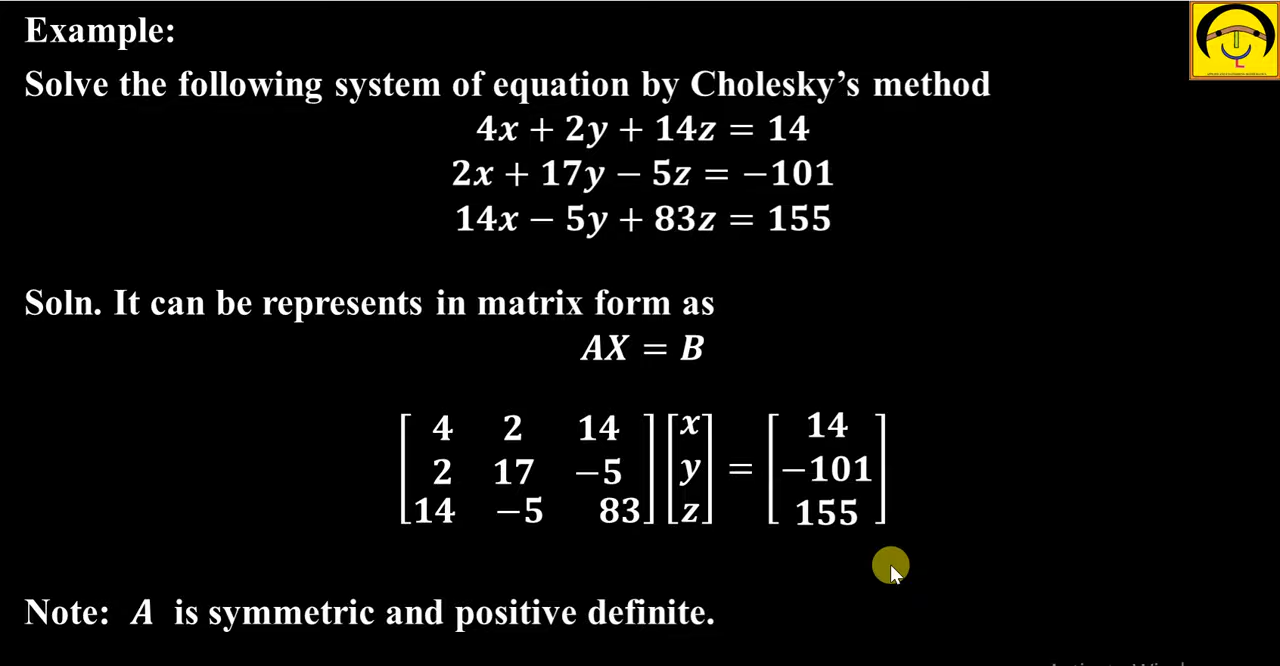 Example:
Solve the following system of equation by Cholesky’s method
4x + 2y + 14z = 14
2x + 17y − 5z = −101
14x − 5y + 83z = 155
Soln. It can be represents in matrix form as
AX = B
[4 2 14] [x] = [14]
[2 17 −5] [y] = [−101]
[14 −5 83] [z] = [155]
Note: A is symmetric and positive definite.